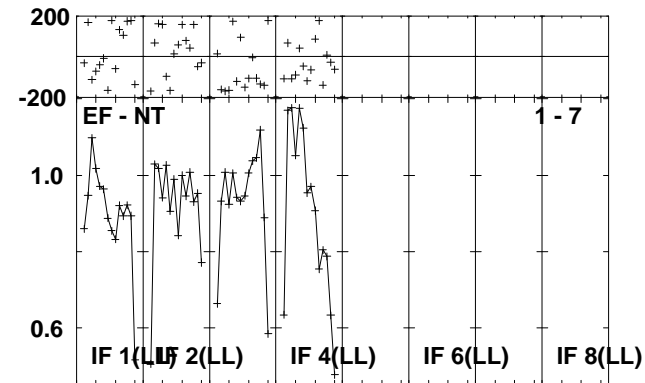 200
-200
EF - NT 1 - 7
1.0
0.6
IF 1(LL) IF 2(LL) IF 4(LL) IF 6(LL) IF 8(LL)